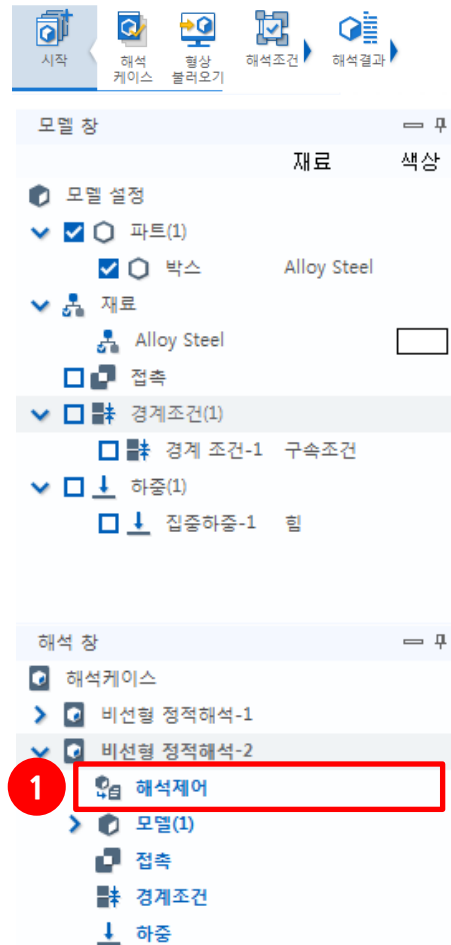 시작
해석
케이스
형상
불러오기
해석조건
해석결과
모델 창
재료 색상
모델 설정
파트(1)
박스 Alloy Steel
재료
Alloy Steel
접촉
경계조건(1)
경계 조건-1 구속조건
하중(1)
집중하중-1 힘
해석 창
해석케이스
비선형 정적해석-1
비선형 정적해석-2
1 해석제어
모델(1)
접촉
경계조건
하중